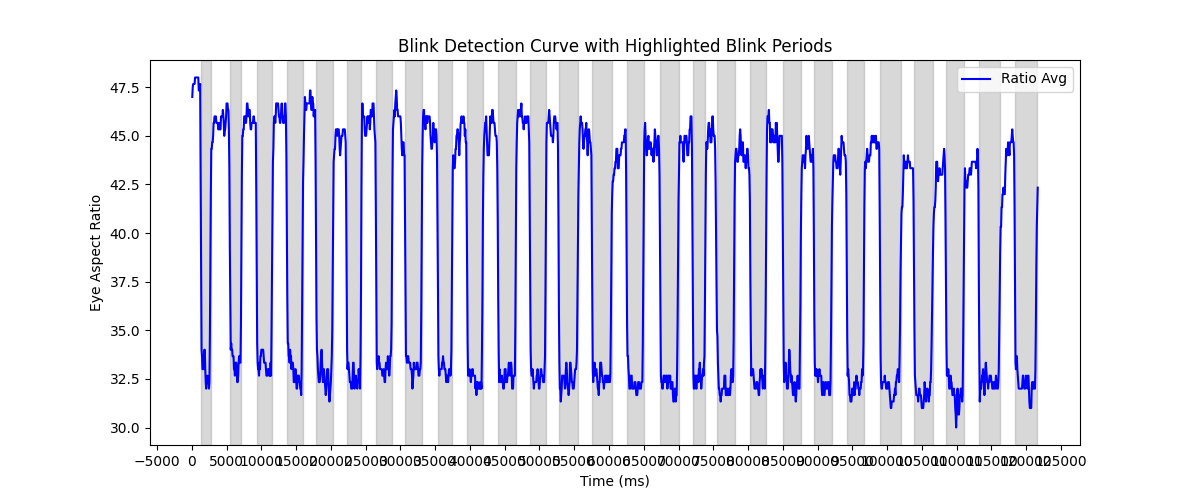 Blink Detection Curve with Highlighted Blink Periods
Ratio Avg
Eye Aspect Ratio
47.5
45.0
42.5
40.0
37.5
35.0
32.5
30.0
−5000 0 5000 10000 15000 20000 25000 30000 35000 40000 45000 50000 55000 60000 65000 70000 75000 80000 85000 90000 95000 100000 105000 110000 115000 120000 125000
Time (ms)